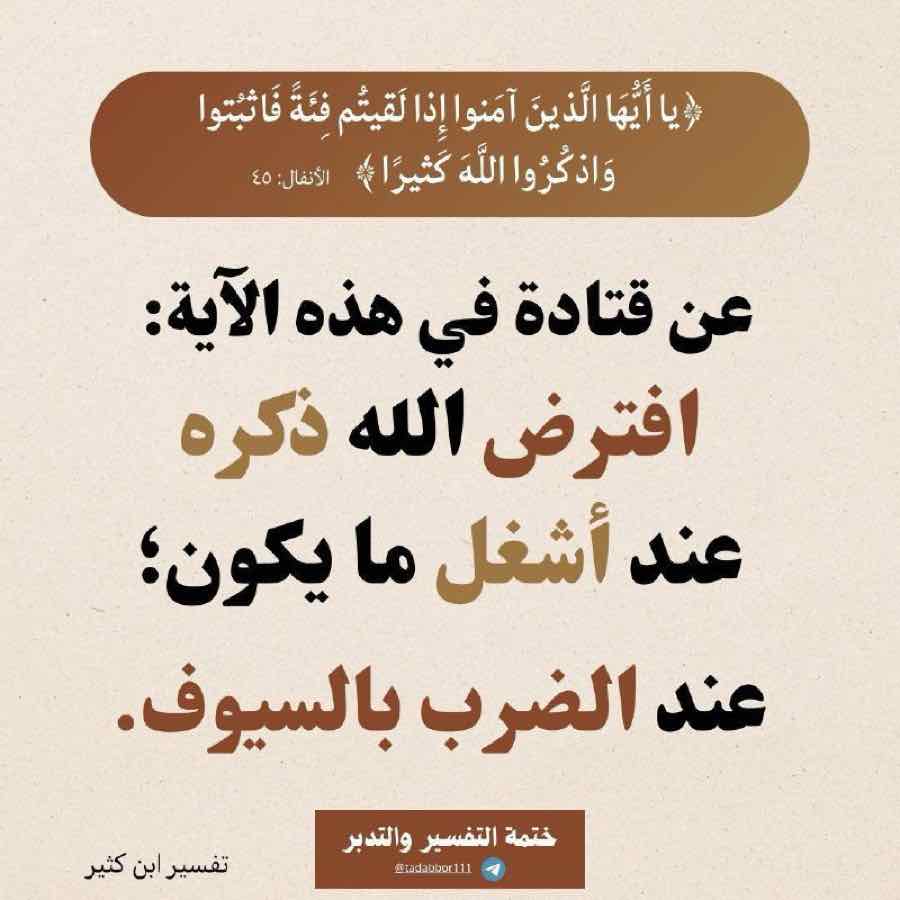 ﴿يا أَيُّهَا الَّذينَ آمَنوا إِذا لَقيتُم فِئَةً فَاثبُتوا
وَاذكُرُوا اللَّهَ كَثيرًا﴾ الأنفال: ٤٥
عن قتادة في هذه الآية:
افترض الله ذكره
عند أشغل ما يكون؛
عند الضرب بالسيوف.
ختمة التفسير والتدبر
@tadabbor111
تفسير ابن كثير